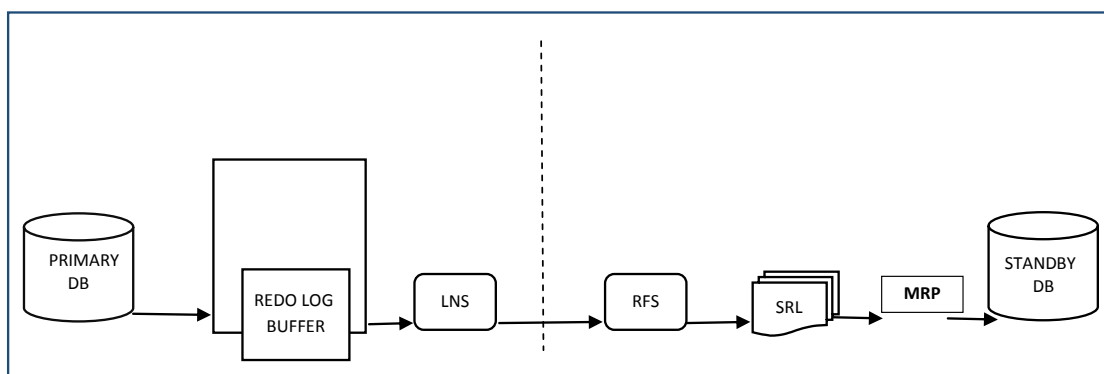 PRIMARY
DB
REDO LOG
BUFFER
LNS
RFS
SRL
MRP
STANDBY
DB